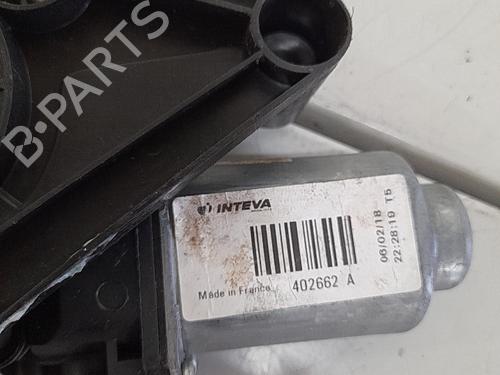 B-PARTS
INTEVA
Made in France
402662 A
06/02/18 T5
22:28:19